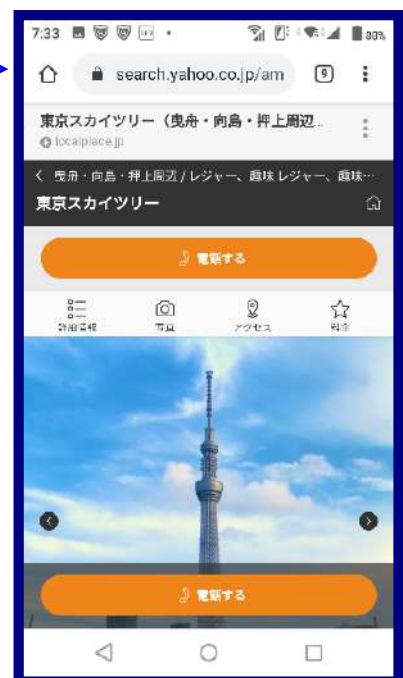 7:33
80%
search.yahoo.co.jp/am
9
東京スカイツリー（曳舟・向島・押上周辺...
localplace.jp
< 曳舟・向島・押上周辺 / レジャー、趣味 レジャー、趣味…
東京スカイツリー
電話する
詳細情報
写真
アクセス
料金
電話する